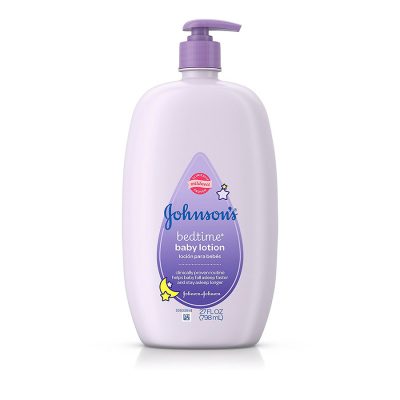 mildness
Johnson's
bedtime®
baby lotion
loción para bebés
clinically proven routine
helps baby fall asleep faster
and stay asleep longer
Johnson & Johnson
27 FL OZ
(798 mL)